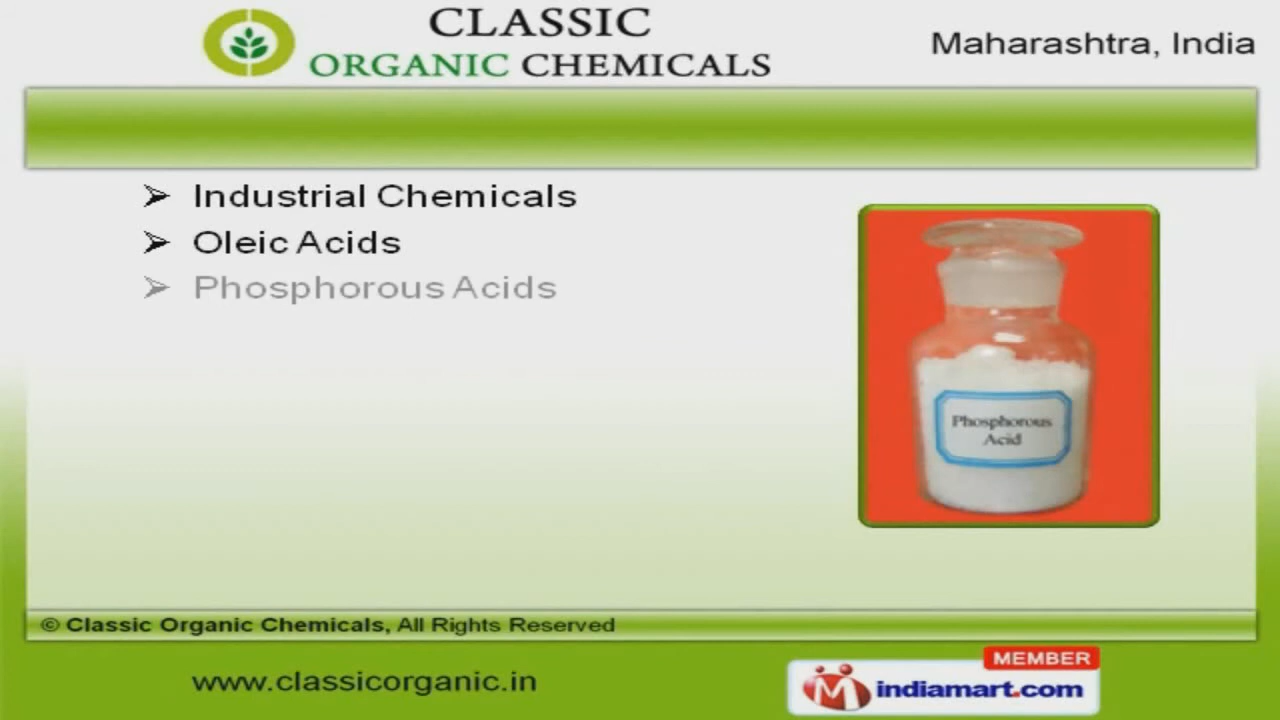 CLASSIC
ORGANIC CHEMICALS
Maharashtra, India
➢ Industrial Chemicals
➢ Oleic Acids
➢ Phosphorous Acids
Phosphorous
Acid
© Classic Organic Chemicals, All Rights Reserved
www.classicorganic.in
MEMBER
indiamart.com